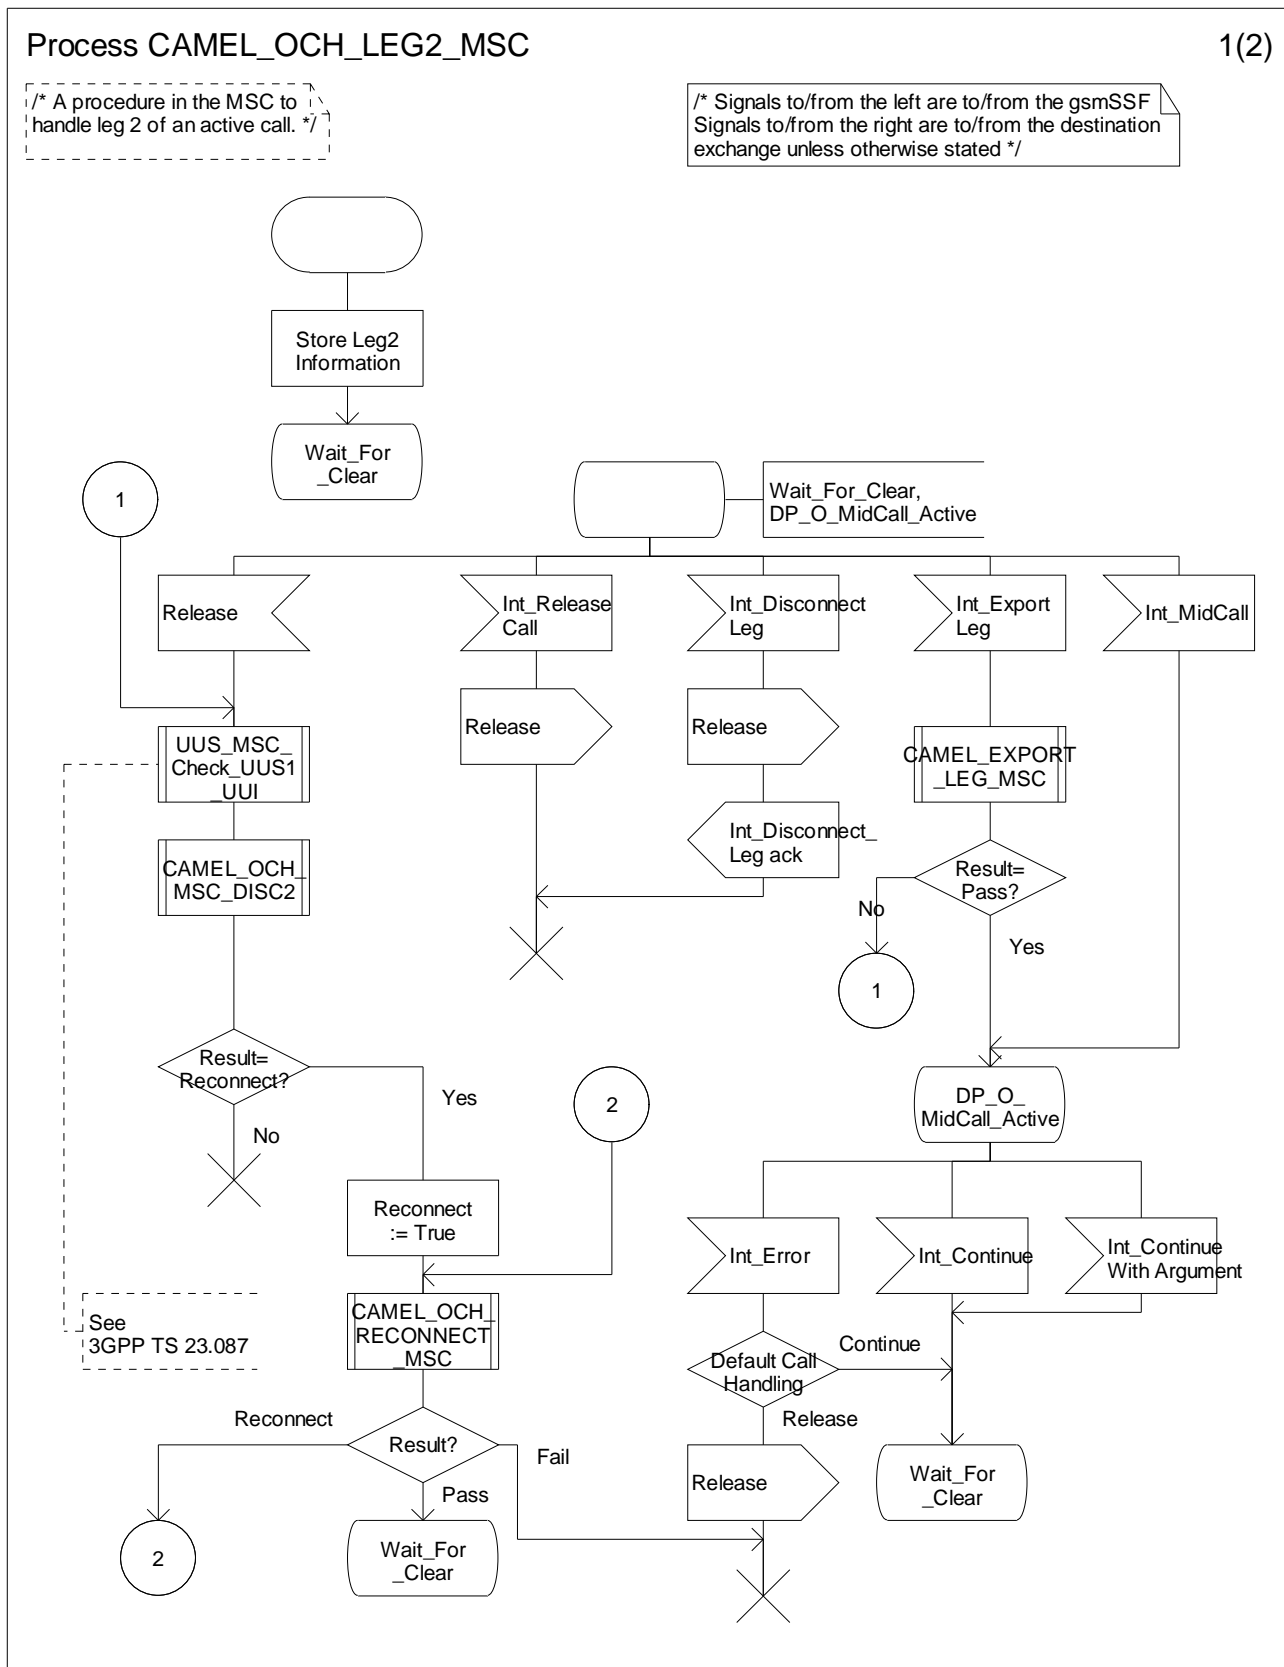 Process CAMEL_OCH_LEG2_MSC
1(2)
/* A procedure in the MSC to
handle leg 2 of an active call. */
/* Signals to/from the left are to/from the gsmSSF
Signals to/from the right are to/from the destination
exchange unless otherwise stated */
Store Leg2
Information
Wait_For
_Clear
1
Wait_For_Clear,
DP_O_MidCall_Active
Release
Int_Release
Call
Int_Disconnect
Leg
Int_Export
Leg
Int_MidCall
Release
Release
UUS_MSC_
Check_UUS1
_UUI
CAMEL_EXPORT
_LEG_MSC
Int_Disconnect_
Leg ack
CAMEL_OCH_
MSC_DISC2
Result=
Pass?
No
Yes
1
Result=
Reconnect?
Yes
No
2
DP_O_
MidCall_Active
Reconnect
:= True
Int_Error
Int_Continue
Int_Continue
With Argument
See
3GPP TS 23.087
CAMEL_OCH_
RECONNECT
_MSC
Default Call
Handling
Continue
Release
Reconnect
Result?
Fail
Pass
Release
Wait_For
_Clear
2
Wait_For
_Clear